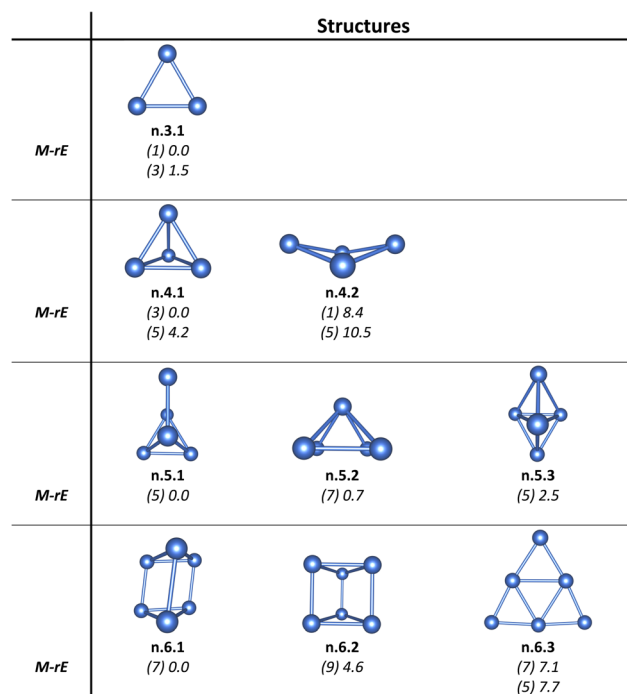 Structures
n.3.1
M-rE
(1) 0.0
(3) 1.5
n.4.1
n.4.2
M-rE
(3) 0.0
(1) 8.4
(5) 4.2
(5) 10.5
n.5.1
n.5.2
n.5.3
M-rE
(5) 0.0
(7) 0.7
(5) 2.5
n.6.1
n.6.2
n.6.3
M-rE
(7) 0.0
(9) 4.6
(7) 7.1
(5) 7.7